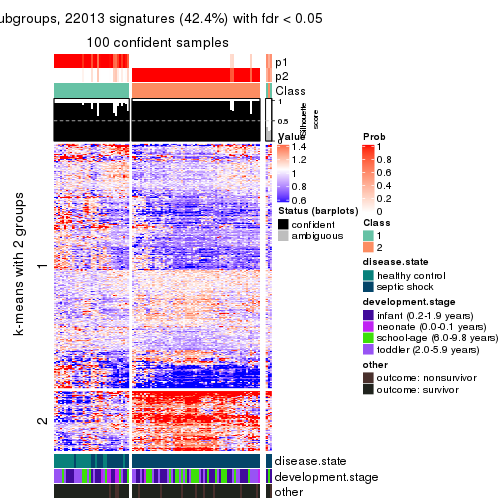 ubgroups, 22013 signatures (42.4%) with fdr < 0.05
100 confident samples
p1
p2
Class
1
0.5
0
Silhouette
score
k-means with 2 groups
1
2
disease.state
development.stage
other
Value
1.4
1.2
1
0.8
0.6
Status (barplots)
confident
ambiguous
Prob
1
0.8
0.6
0.4
0.2
0
Class
1
2
disease.state
healthy control
septic shock
development.stage
infant (0.2-1.9 years)
neonate (0.0-0.1 years)
school-age (6.0-9.8 years)
toddler (2.0-5.9 years)
other
outcome: nonsurvivor
outcome: survivor